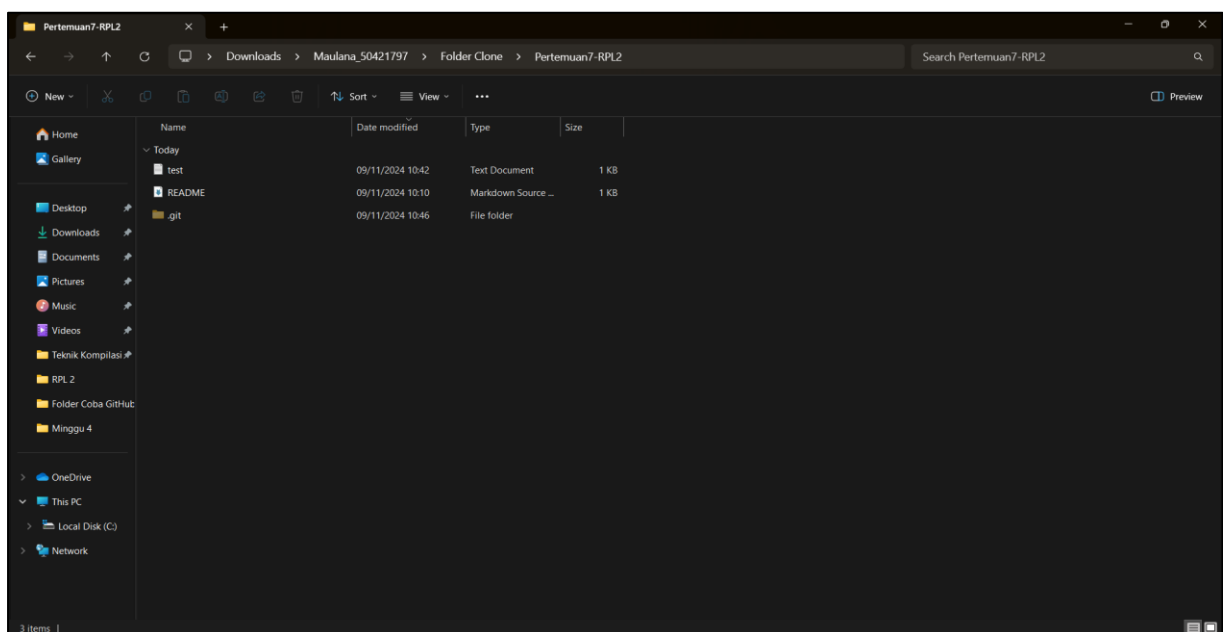 Pertemuan7-RPL2
Downloads > Maulana_50421797 > Folder Clone > Pertemuan7-RPL2
Search Pertemuan7-RPL2
New Sort View ... Preview
Name Date modified Type Size
Today
test 09/11/2024 10:42 Text Document 1 KB
README 09/11/2024 10:10 Markdown Source ... 1 KB
.git 09/11/2024 10:46 File folder
Home
Gallery
Desktop
Downloads
Documents
Pictures
Music
Videos
Teknik Kompilasi
RPL 2
Folder Coba GitHub
Minggu 4
OneDrive
This PC
Local Disk (C:)
Network
3 items